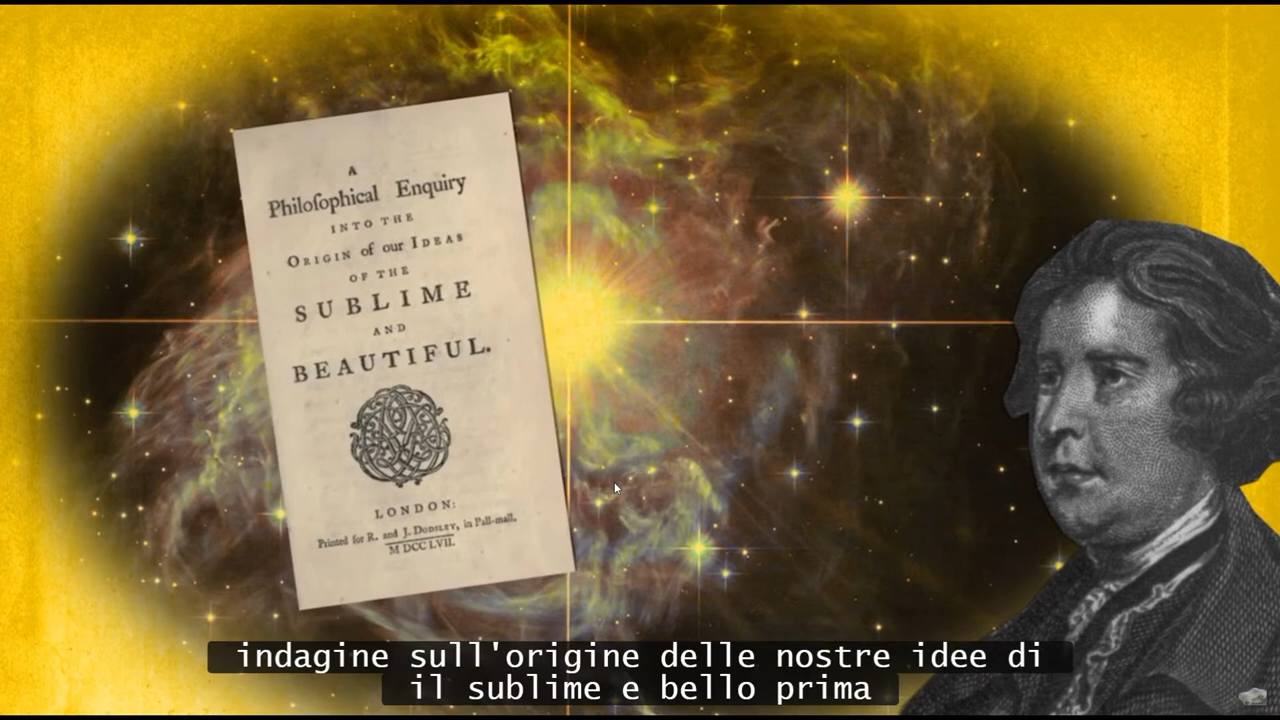 A
Philoſophical Enquiry
INTO THE
ORIGIN of our IDEAS
OF THE
SUBLIME
AND
BEAUTIFUL.
LONDON:
Printed for R. and J. DODSLEY, in Pall-mall.
M DCC LVII.
indagine sull'origine delle nostre idee di
il sublime e bello prima